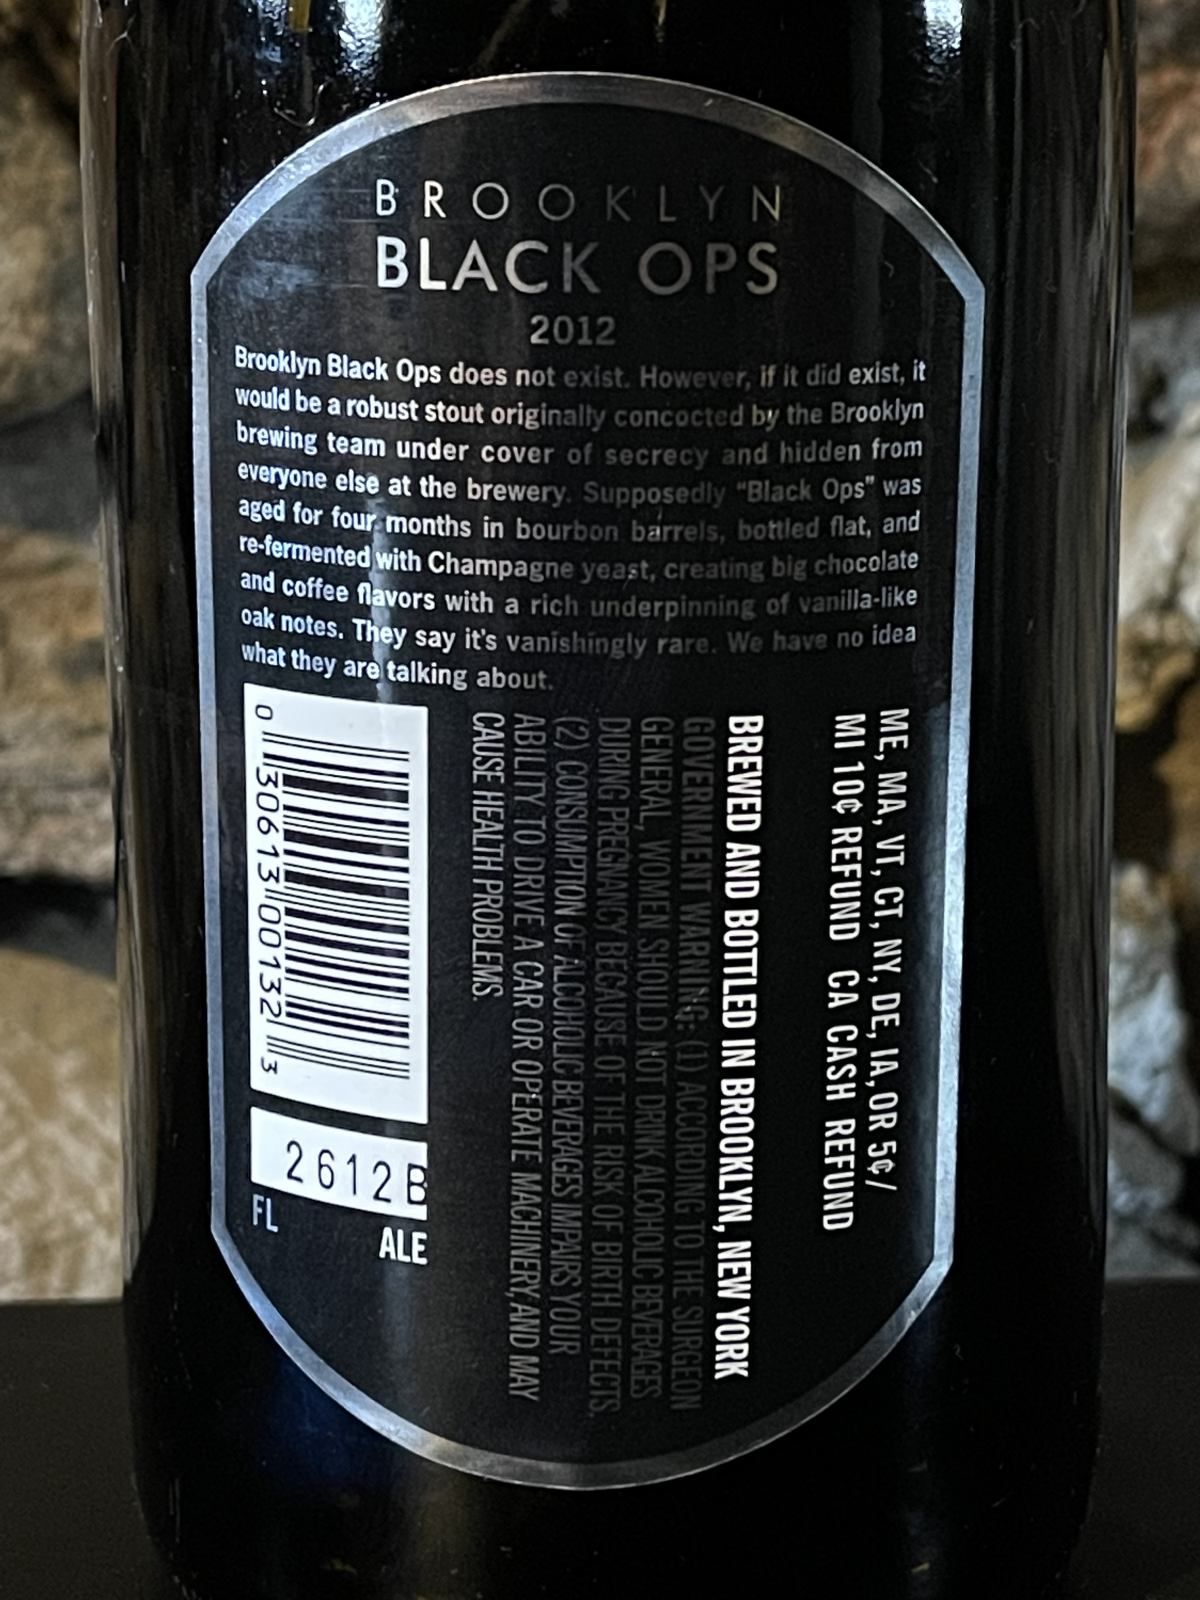 BROOKLYN
BLACK OPS
2012
Brooklyn Black Ops does not exist. However, if it did exist, it
would be a robust stout originally concocted by the Brooklyn
brewing team under cover of secrecy and hidden from
everyone else at the brewery. Supposedly “Black Ops” was
aged for four months in bourbon barrels, bottled flat, and
re-fermented with Champagne yeast, creating big chocolate
and coffee flavors with a rich underpinning of vanilla-like
oak notes. They say it's vanishingly rare. We have no idea
what they are talking about.
ME, MA, VT, CT, NY, DE, IA, OR 5¢/
MI 10¢ REFUND CA CASH REFUND
BREWED AND BOTTLED IN BROOKLYN, NEW YORK
GOVERNMENT WARNING: (1) ACCORDING TO THE SURGEON
GENERAL, WOMEN SHOULD NOT DRINK ALCOHOLIC BEVERAGES
DURING PREGNANCY BECAUSE OF THE RISK OF BIRTH DEFECTS.
(2) CONSUMPTION OF ALCOHOLIC BEVERAGES IMPAIRS YOUR
ABILITY TO DRIVE A CAR OR OPERATE MACHINERY, AND MAY
CAUSE HEALTH PROBLEMS.
0 30613 00132 3
2612B
FL
ALE